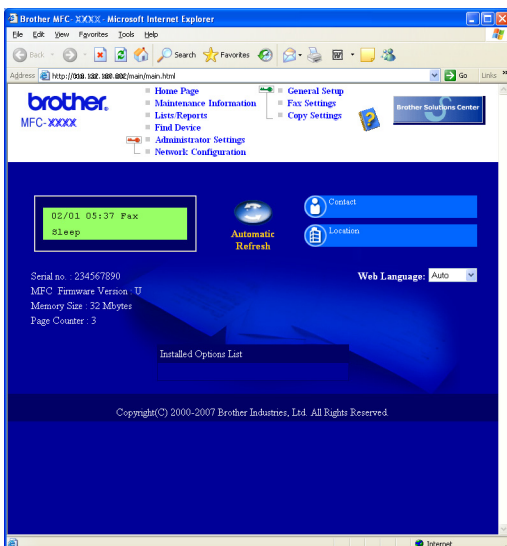 Brother MFC-XXXX - Microsoft Internet Explorer
File Edit View Favorites Tools Help
Back Search Favorites
Address http:// /main/main.html Go Links »
brother.
MFC-XXXX
Home Page
Maintenance Information
Lists/Reports
Find Device
Administrator Settings
Network Configuration
General Setup
Fax Settings
Copy Settings
Brother Solutions Center
02/01 05:37 Fax
Sleep
Automatic
Refresh
Contact
Location
Serial no. : 234567890
MFC Firmware Version : U
Memory Size : 32 Mbytes
Page Counter : 3
Web Language: Auto
Installed Options List
Copyright(C) 2000-2007 Brother Industries, Ltd. All Rights Reserved.
Internet